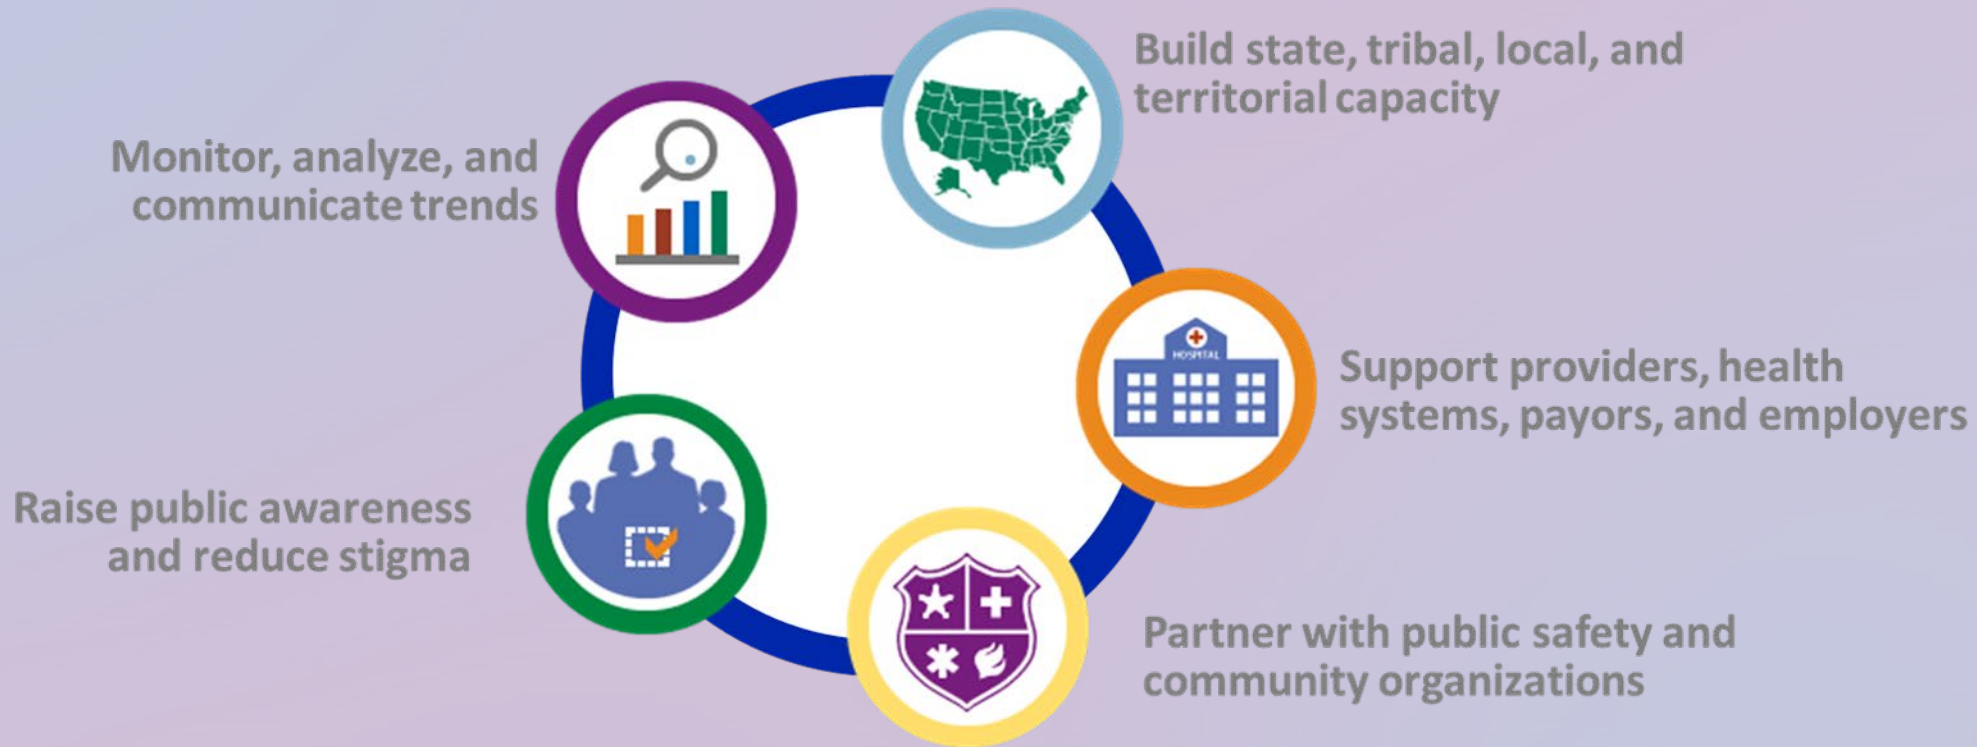 Build state, tribal, local, and
territorial capacity
Monitor, analyze, and
communicate trends
HOSPITAL
Support providers, health
systems, payors, and employers
Raise public awareness
and reduce stigma
Partner with public safety and
community organizations